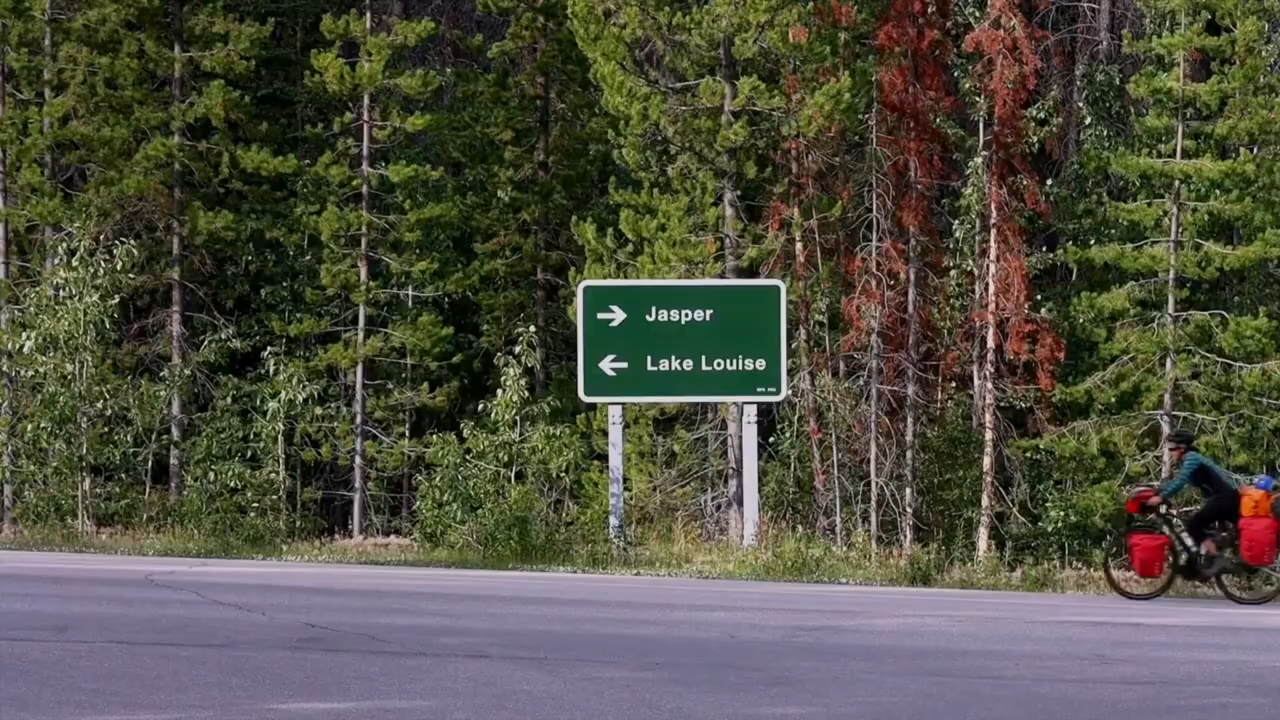 → Jasper
← Lake Louise